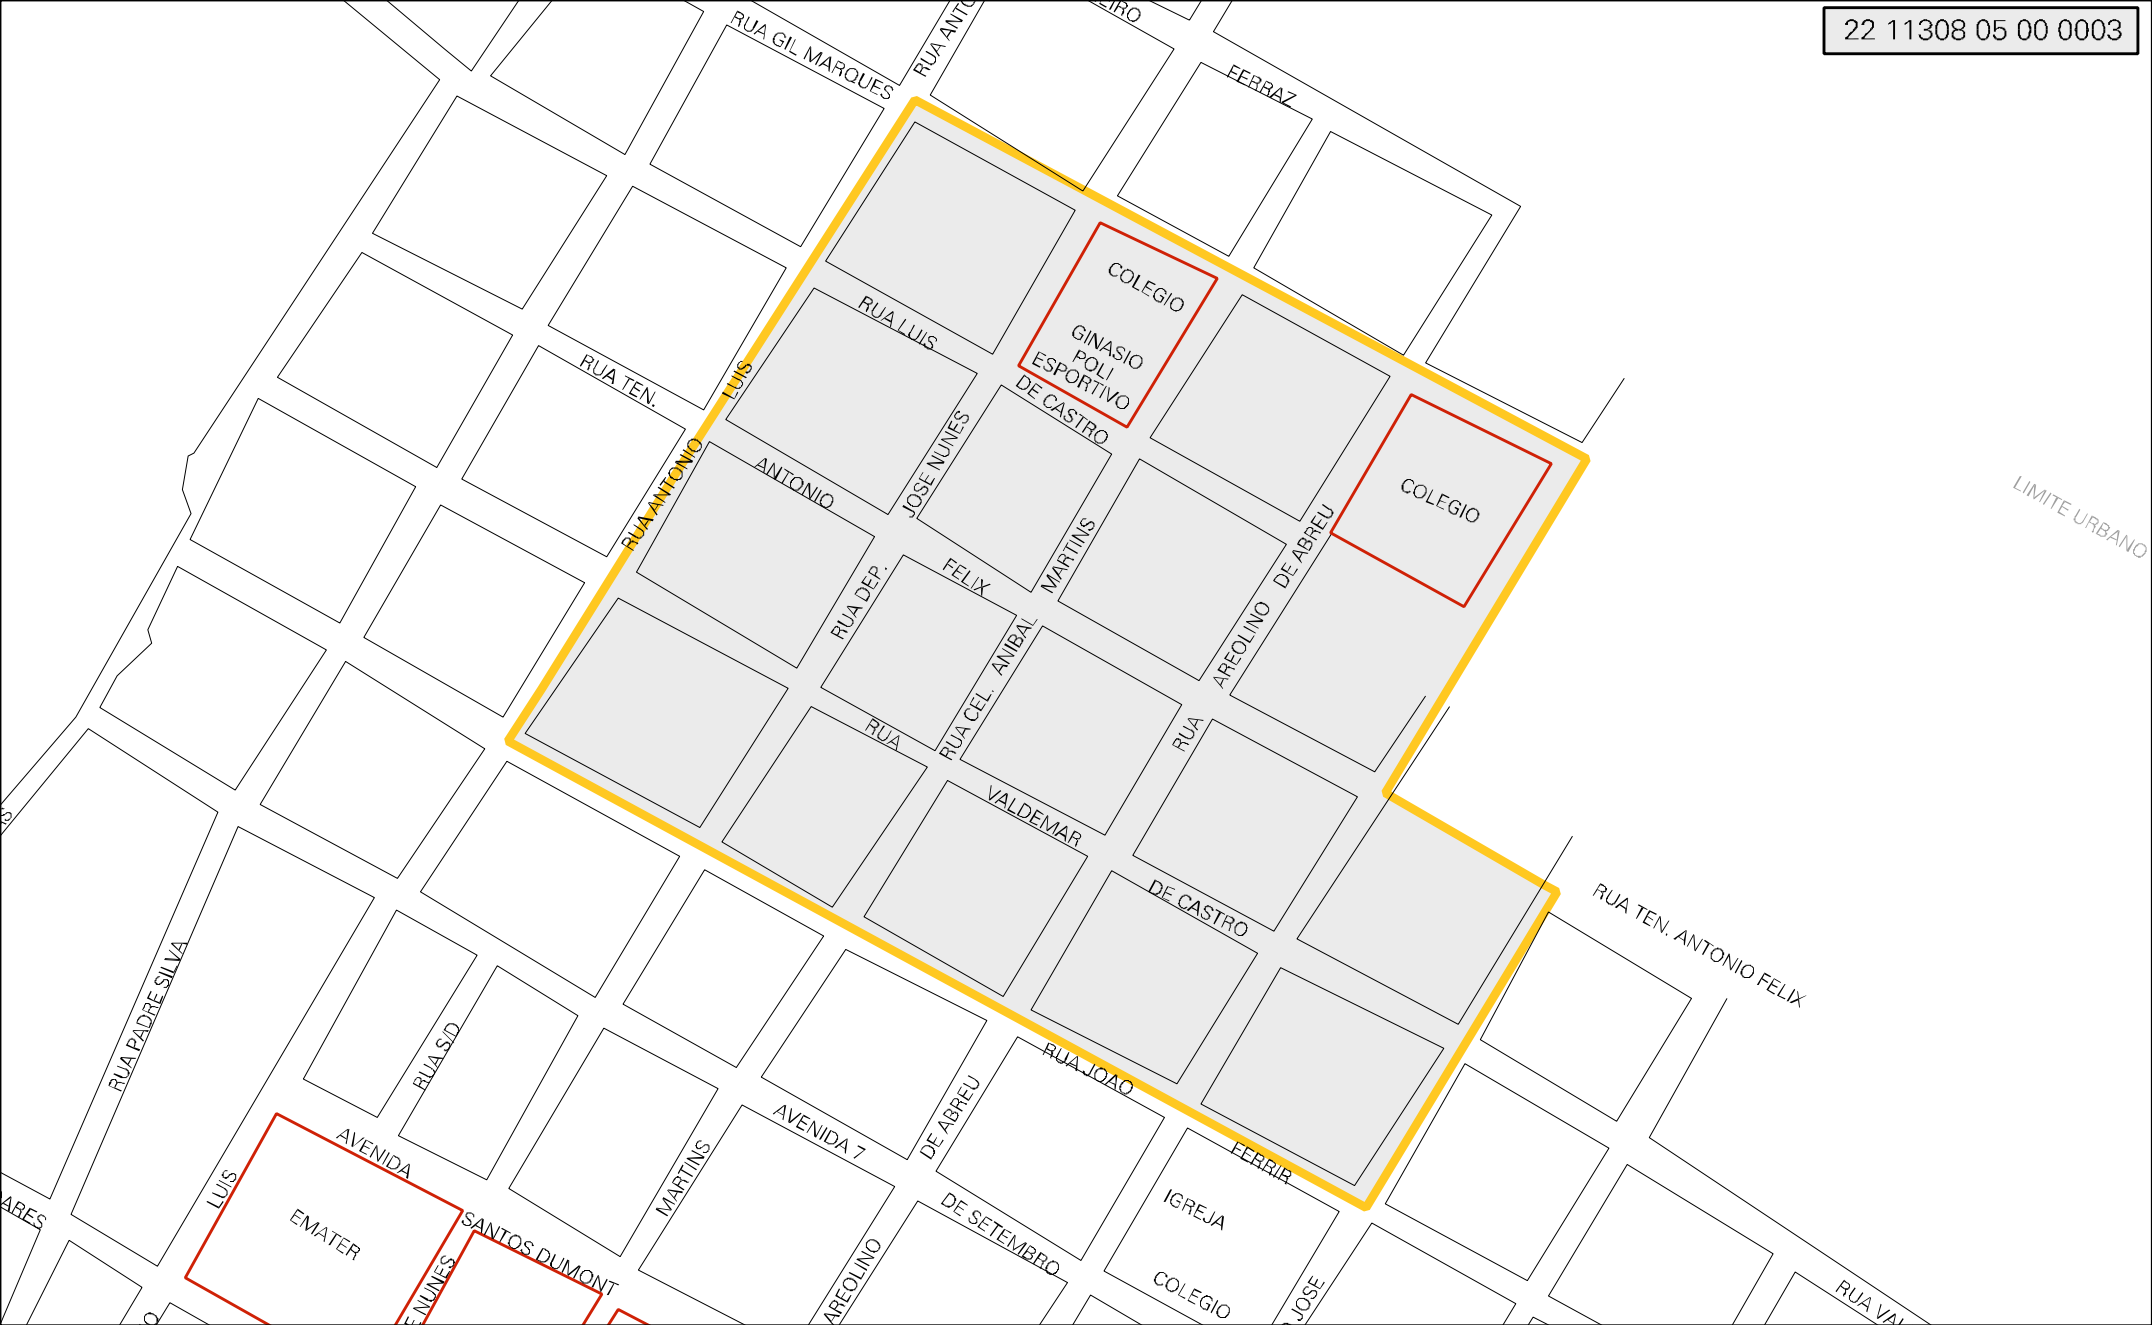 22 11308 05 00 0003
RUA GIL MARQUES
FERRAZ
COLEGIO
GINASIO
POLI
ESPORTIVO
RUA LUIS
DE CASTRO
RUA TEN.
LUIS
RUA ANTONIO
ANTONIO
JOSE NUNES
COLEGIO
LIMITE URBANO
MARTINS
DE ABREU
AREOLINO
FELIX
RUA DEP.
ANIBAL
RUA CEL.
RUA
RUA
VALDEMAR
DE CASTRO
RUA TEN. ANTONIO FELIX
RUA PADRE SILVA
RUA S/D
RUA JOAO
FERRIR
DE ABREU
AVENIDA 7
DE SETEMBRO
AVENIDA
SANTOS DUMONT
MARTINS
LUIS
EMATER
NUNES
AREOLINO
IGREJA
COLEGIO
JOSE